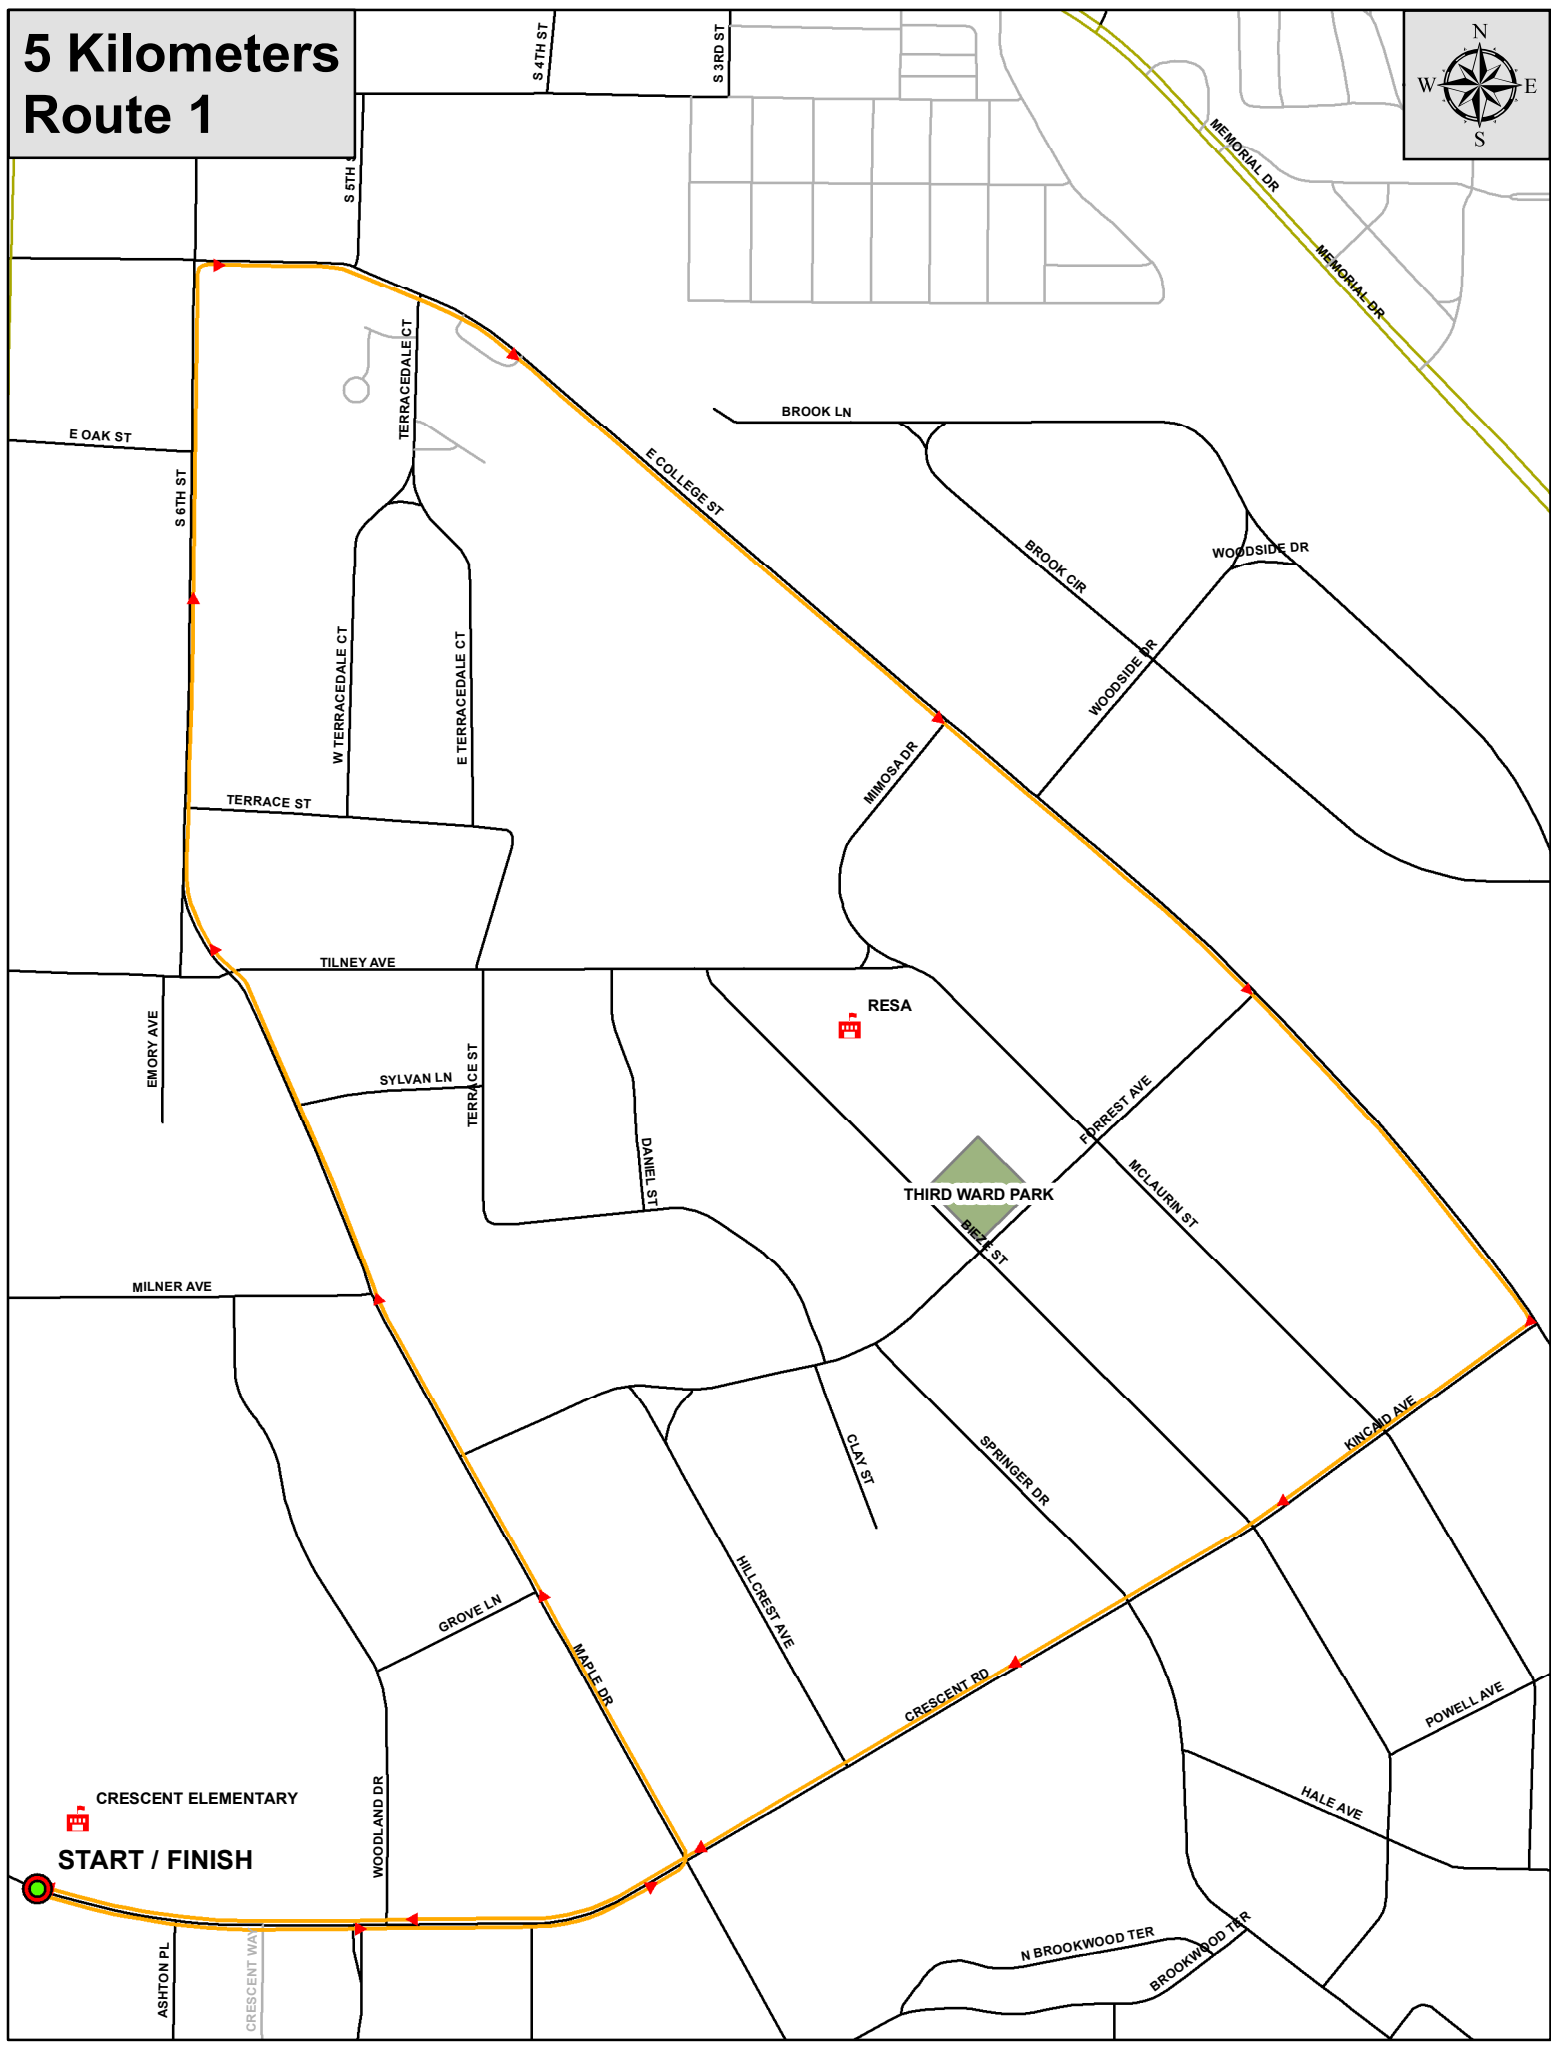 5 Kilometers
Route 1
N
W
E
S
S 4TH ST
S 3RD ST
S 5TH
MEMORIAL DR
MEMORIAL DR
TERRACEDALE CT
BROOK LN
E OAK ST
E COLLEGE ST
S 6TH ST
WOODSIDE DR
BROOK CIR
W TERRACEDALE CT
E TERRACEDALE CT
WOODSIDE DR
MIMOSA DR
TERRACE ST
TILNEY AVE
RESA
EMORY AVE
SYLVAN LN
TERRACE ST
FORREST AVE
DANIEL ST
MCLAURIN ST
THIRD WARD PARK
BIEZE ST
MILNER AVE
KINCAID AVE
CLAY ST
SPRINGER DR
HILLCREST AVE
GROVE LN
MAPLE DR
CRESCENT RD
POWELL AVE
CRESCENT ELEMENTARY
WOODLAND DR
HALE AVE
START / FINISH
N BROOKWOOD TER
BROOKWOOD TER
ASHTON PL
CRESCENT WAY